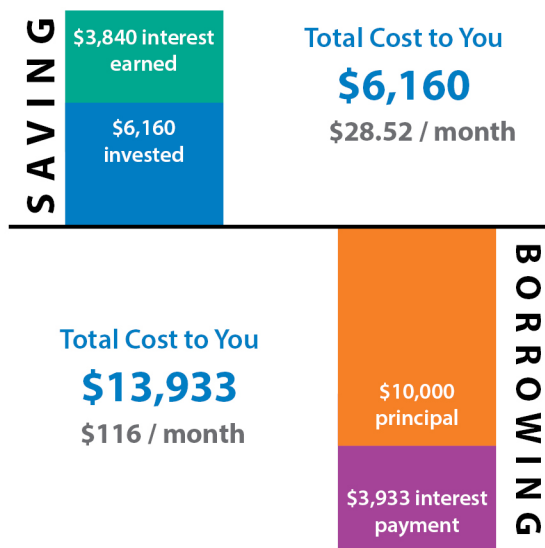 SAVING
$3,840 interest
earned
$6,160
invested
Total Cost to You
$6,160
$28.52 / month
Total Cost to You
$13,933
$116 / month
$10,000
principal
$3,933 interest
payment
BORROWING